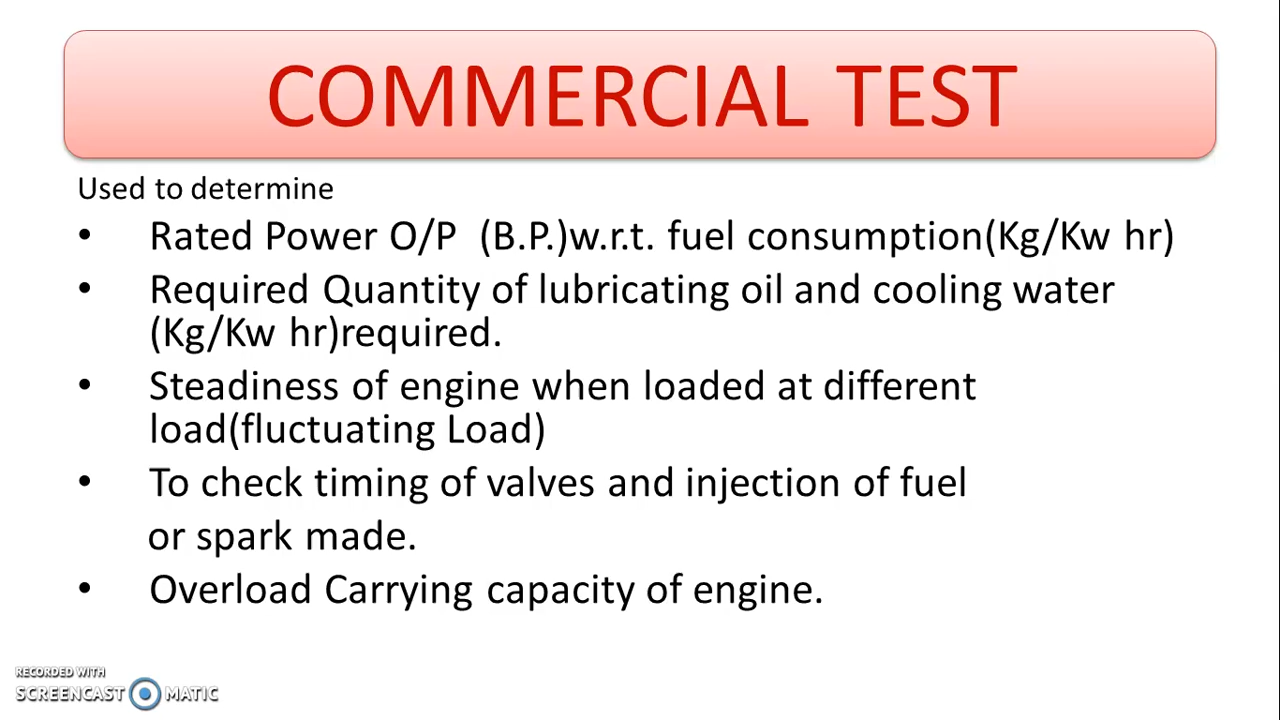 COMMERCIAL TEST
Used to determine
• Rated Power O/P (B.P.)w.r.t. fuel consumption(Kg/Kw hr)
• Required Quantity of lubricating oil and cooling water
(Kg/Kw hr)required.
• Steadiness of engine when loaded at different
load(fluctuating Load)
• To check timing of valves and injection of fuel
or spark made.
• Overload Carrying capacity of engine.
RECORDED WITH
SCREENCAST MATIC